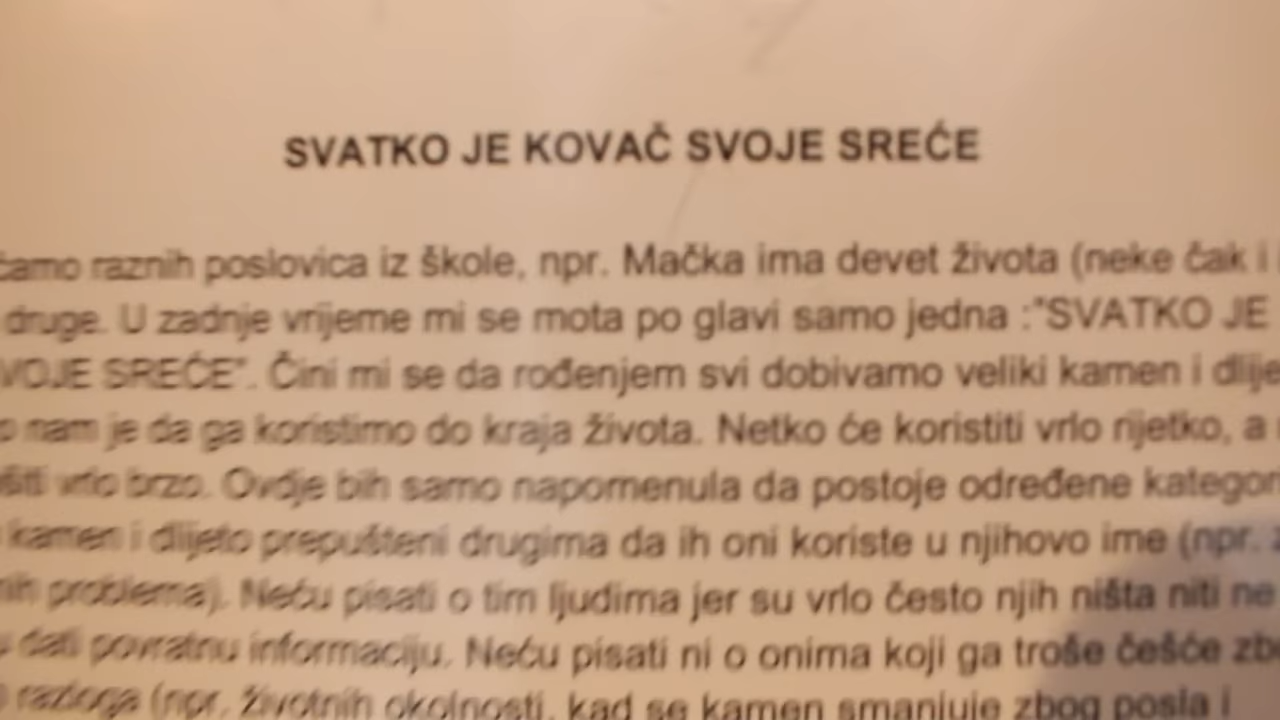 SVATKO JE KOVAČ SVOJE SREĆE
raznih poslovica iz škole, npr. Mačka ima devet života (neke čak i
druge. U zadnje vrijeme mi se mota po glavi samo jedna :"SVATKO JE
SREĆE". Čini mi se da rođenjem svi dobivamo veliki kamen i
nam je da ga koristimo do kraja života. Netko će koristiti vrlo rijetko, a
vrlo brzo. Ovdje bih samo napomenula da postoje određene
kamen i dlijeto prepušteni drugima da ih oni koriste u njihovo ime (npr.
problema). Neću pisati o tim ljudima jer su vrlo često njih ništa niti ne
dati povratnu informaciju. Neću pisati ni o onima koji ga troše češće
razloga (npr. životnih okolnosti, kad se kamen smanjuje zbog posla i